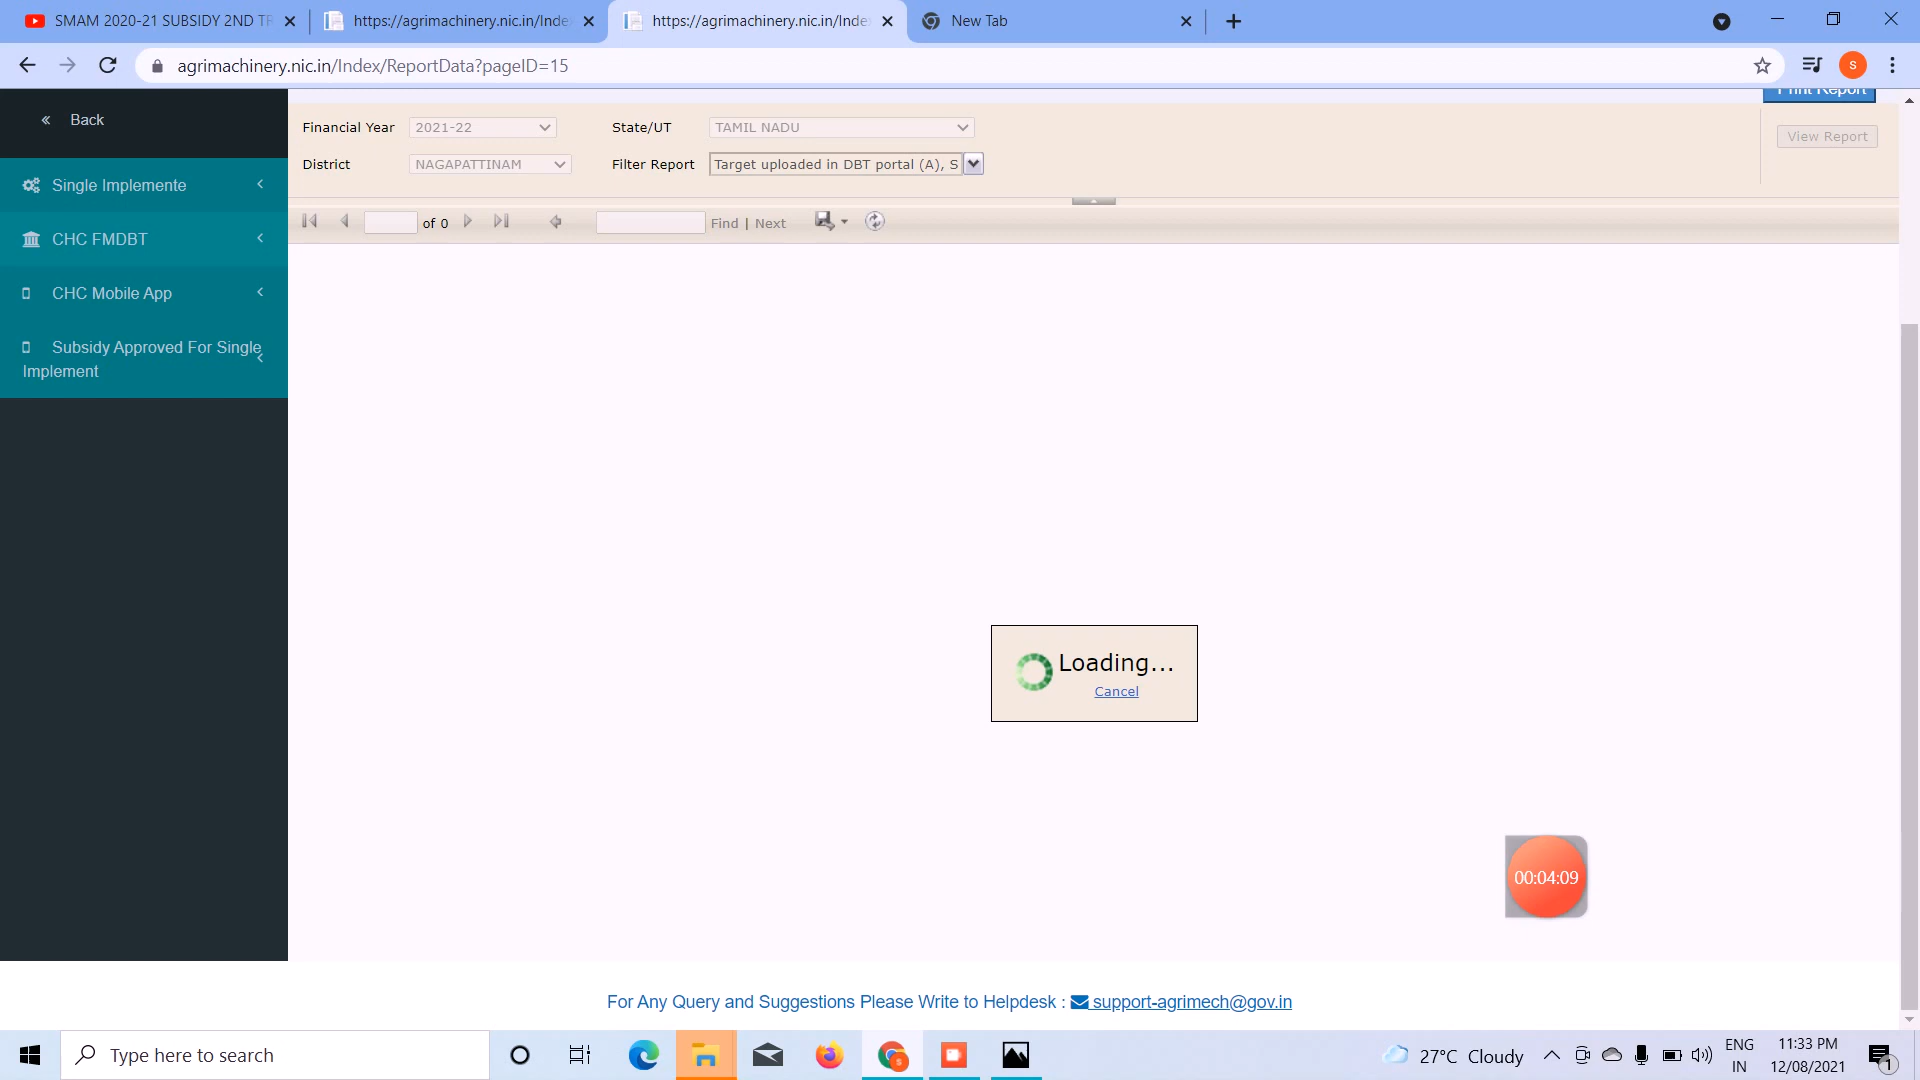 SMAM 2020-21 SUBSIDY 2ND TR
https://agrimachinery.nic.in/Inde
https://agrimachinery.nic.in/Inde
New Tab
agrimachinery.nic.in/Index/ReportData?pageID=15
S
« Back
Print Report
Financial Year 2021-22 State/UT TAMIL NADU
View Report
District NAGAPATTINAM Filter Report Target uploaded in DBT portal (A), S
Single Implemente
of 0 Find | Next
CHC FMDBT
CHC Mobile App
Subsidy Approved For Single
Implement
Loading...
Cancel
00:04:09
For Any Query and Suggestions Please Write to Helpdesk : support-agrimech@gov.in
Type here to search
27°C Cloudy
ENG
IN
11:33 PM
12/08/2021
1